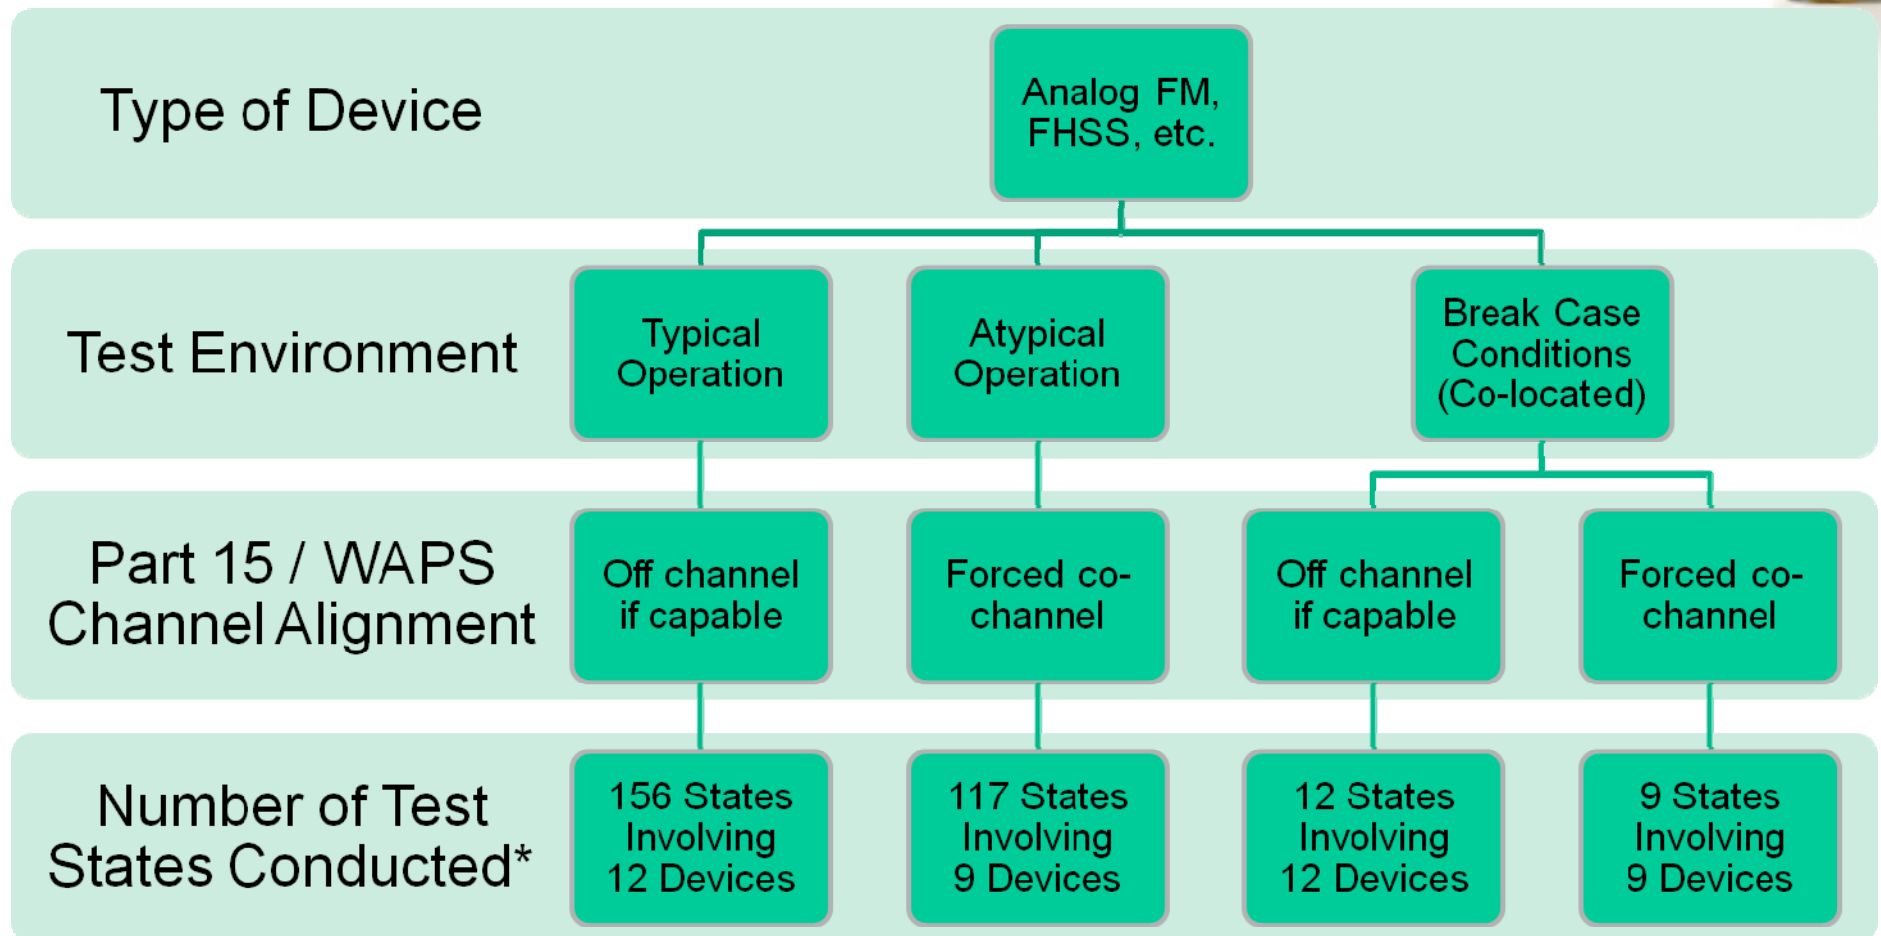 Type of Device
Analog FM,
FHSS, etc.
Test Environment
Typical
Operation
Atypical
Operation
Break Case
Conditions
(Co-located)
Part 15 / WAPS
Channel Alignment
Off channel
if capable
Forced co-
channel
Off channel
if capable
Forced co-
channel
Number of Test
States Conducted*
156 States
Involving
12 Devices
117 States
Involving
9 Devices
12 States
Involving
12 Devices
9 States
Involving
9 Devices